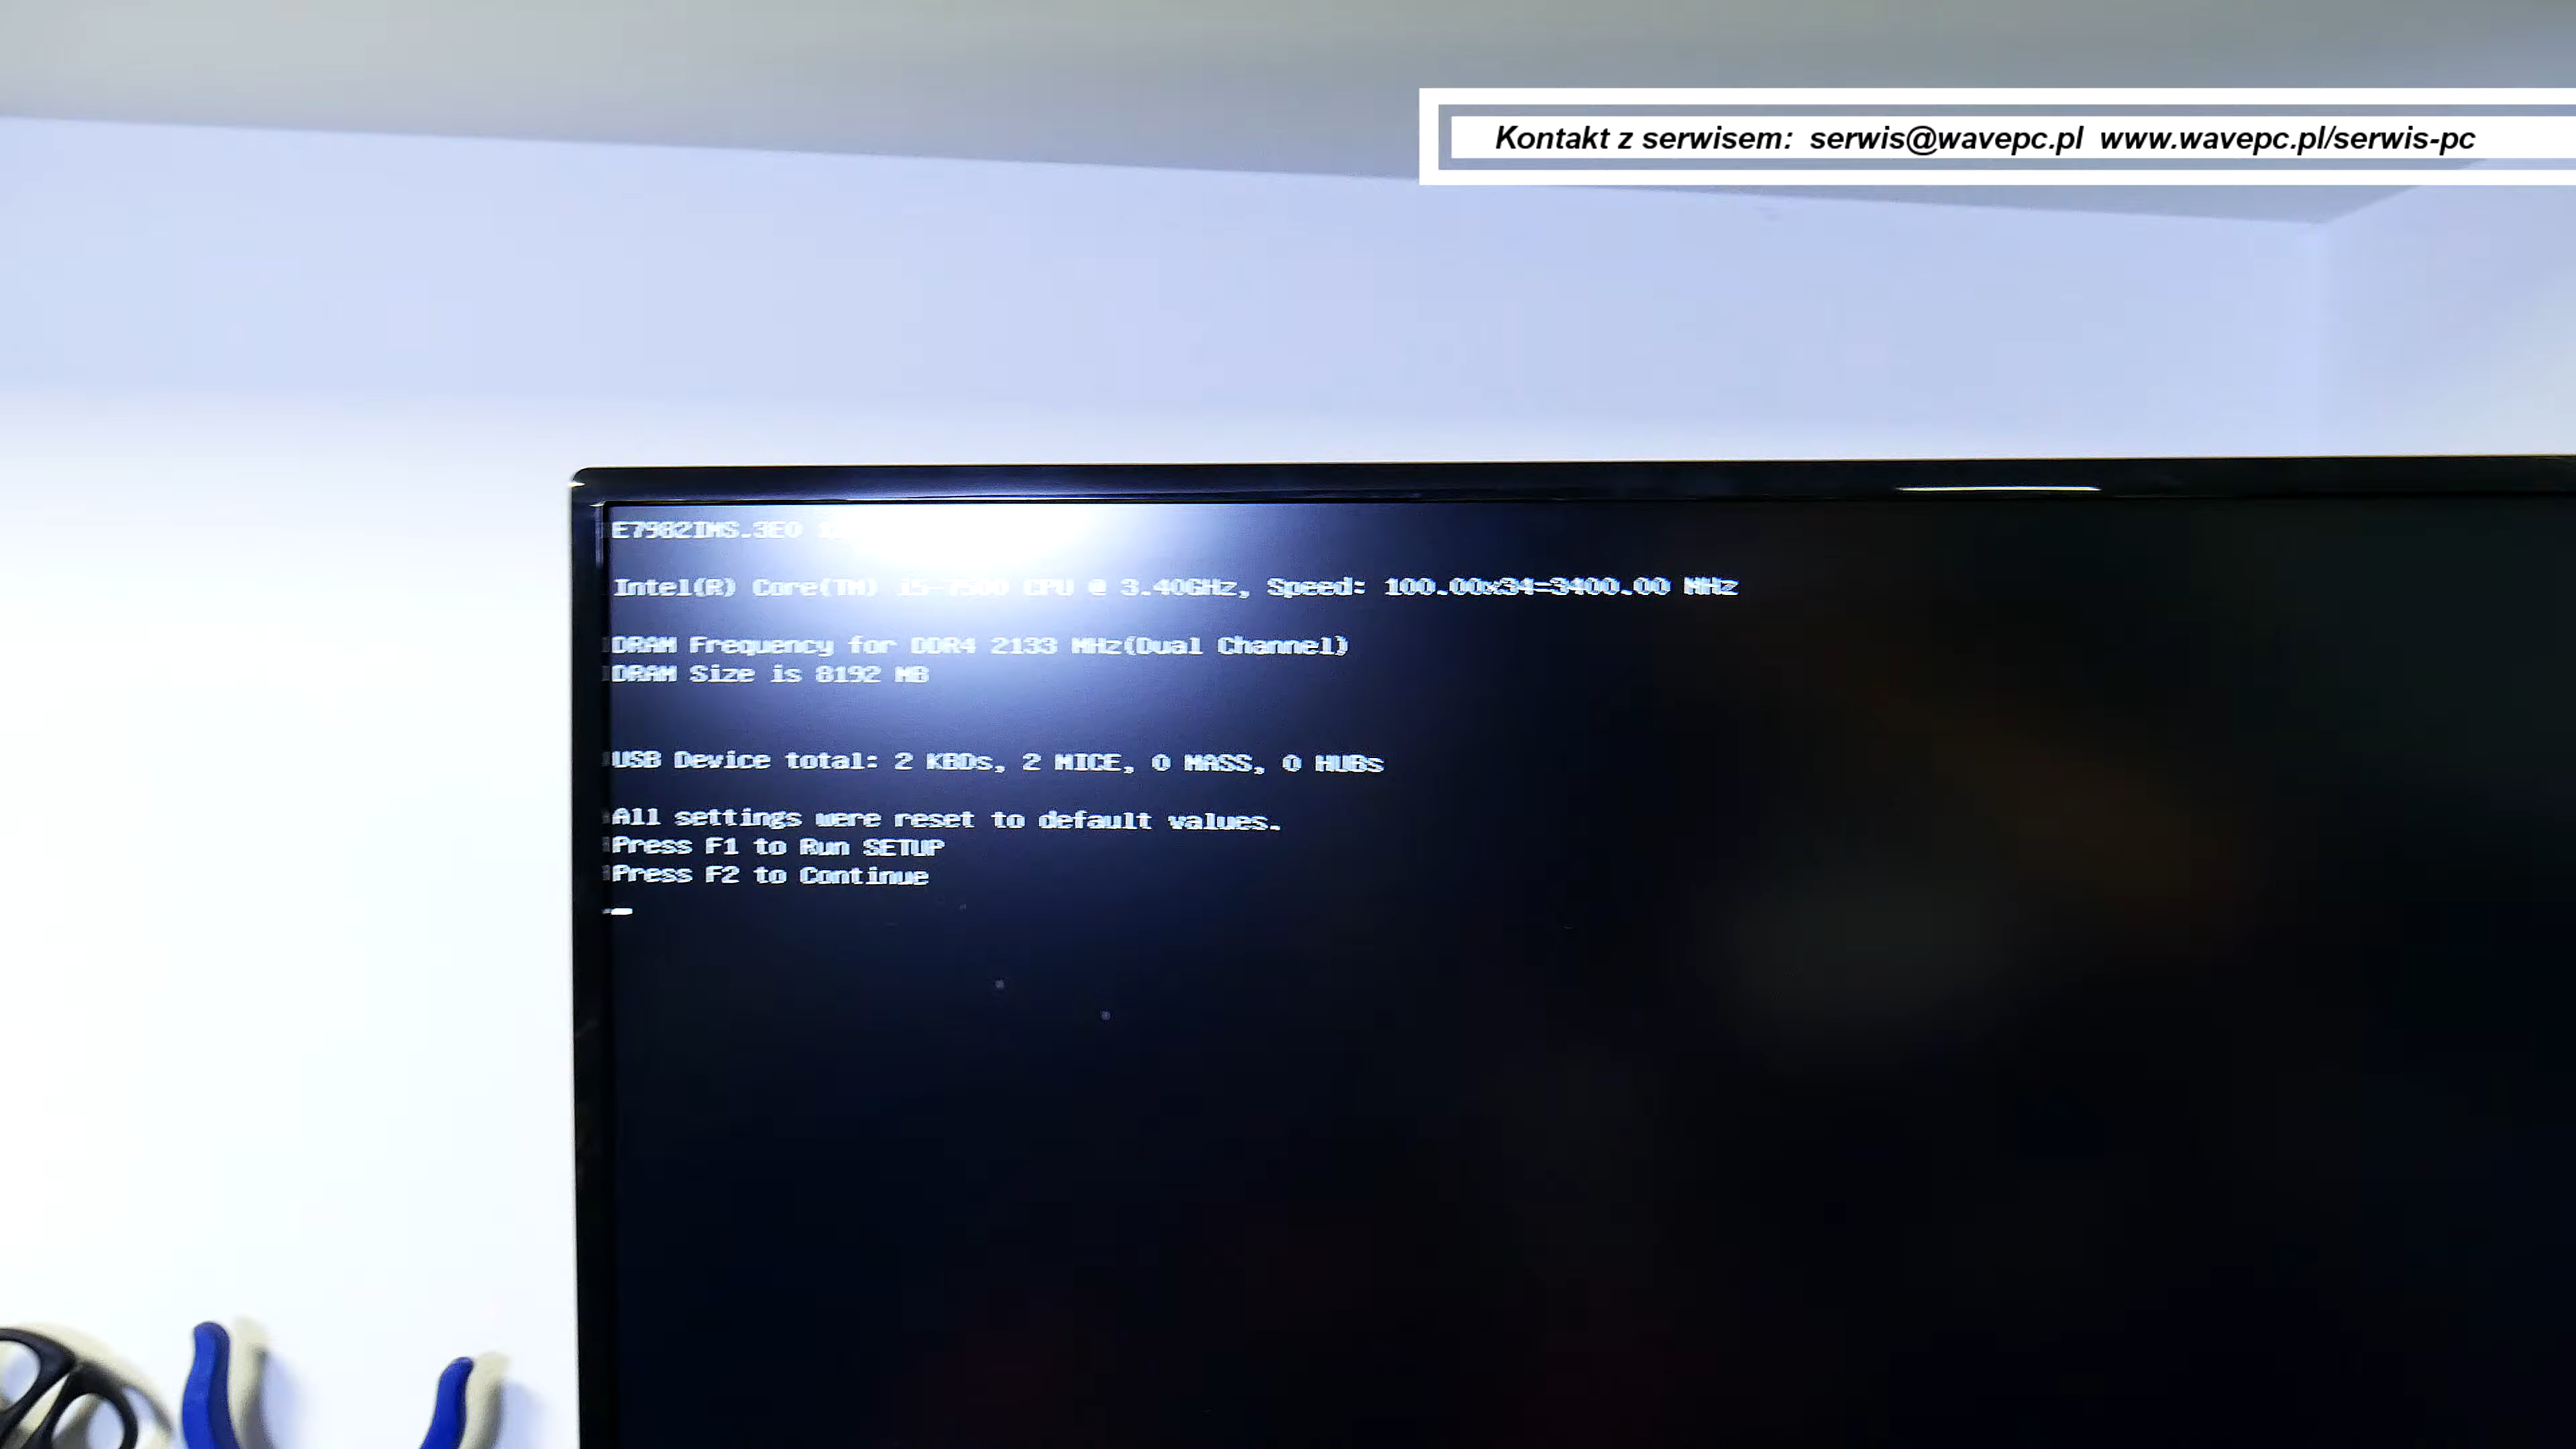 Kontakt z serwisem: serwis@wavepc.pl www.wavepc.pl/serwis-pc
E7982IMS.3E0
Intel(R) Core(TM) i5-7500 CPU @ 3.40GHz, Speed: 100.00x34=3400.00 MHz
DRAM Frequency for DDR4 2133 MHz(Dual Channel)
DRAM Size is 8192 MB
USB Device total: 2 KBDs, 2 MICE, 0 MASS, 0 HUBs
All settings were reset to default values.
Press F1 to Run SETUP
Press F2 to Continue